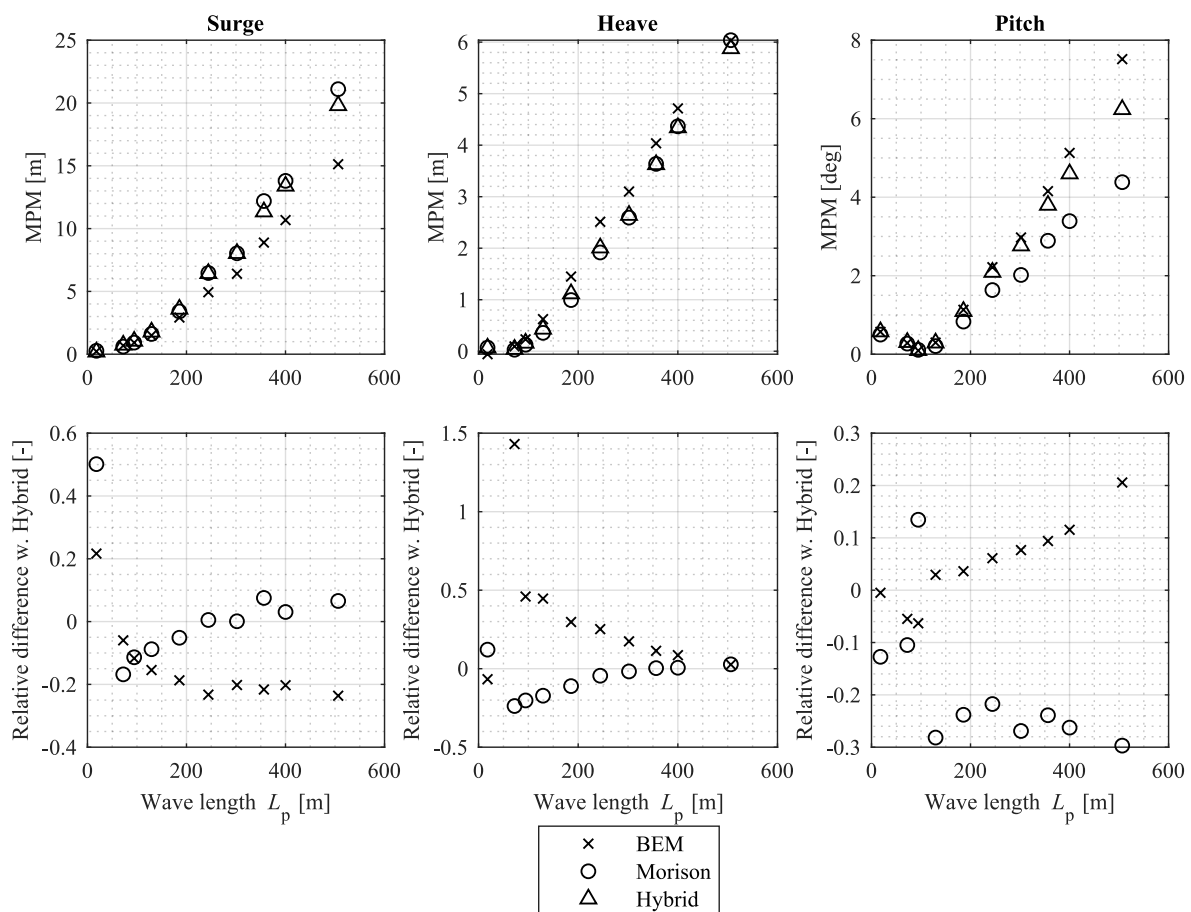 Surge
Heave
Pitch
25
20
15
10
5
0
MPM [m]
0 200 400 600
6
5
4
3
2
1
0
MPM [m]
0 200 400 600
8
6
4
2
0
MPM [deg]
0 200 400 600
0.6
0.4
0.2
0
-0.2
-0.4
Relative difference w. Hybrid [-]
0 200 400 600
Wave length Lp [m]
1.5
1
0.5
0
-0.5
Relative difference w. Hybrid [-]
0 200 400 600
Wave length Lp [m]
0.3
0.2
0.1
0
-0.1
-0.2
-0.3
Relative difference w. Hybrid [-]
0 200 400 600
Wave length Lp [m]
BEM
Morison
Hybrid